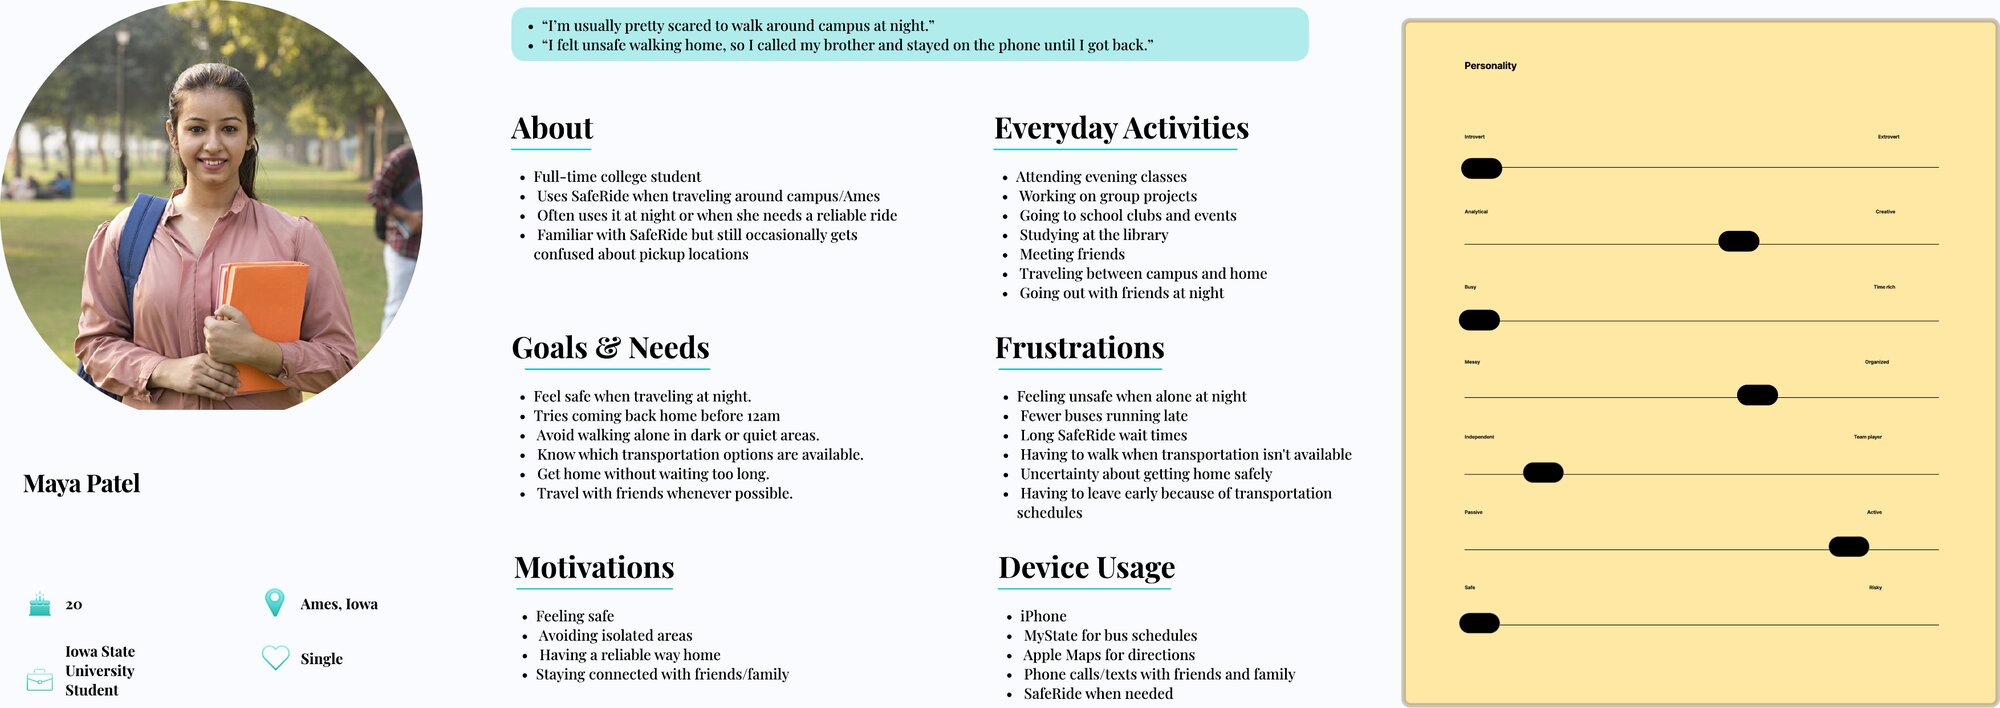 • “I’m usually pretty scared to walk around campus at night.”
• “I felt unsafe walking home, so I called my brother and stayed on the phone until I got back.”
About
• Full-time college student
• Uses SafeRide when traveling around campus/Ames
• Often uses it at night or when she needs a reliable ride
• Familiar with SafeRide but still occasionally gets
confused about pickup locations
Everyday Activities
• Attending evening classes
• Working on group projects
• Going to school clubs and events
• Studying at the library
• Meeting friends
• Traveling between campus and home
• Going out with friends at night
Goals & Needs
• Feel safe when traveling at night.
• Tries coming back home before 12am
• Avoid walking alone in dark or quiet areas.
• Know which transportation options are available.
• Get home without waiting too long.
• Travel with friends whenever possible.
Frustrations
• Feeling unsafe when alone at night
• Fewer buses running late
• Long SafeRide wait times
• Having to walk when transportation isn't available
• Uncertainty about getting home safely
• Having to leave early because of transportation
schedules
Motivations
• Feeling safe
• Avoiding isolated areas
• Having a reliable way home
• Staying connected with friends/family
Device Usage
• iPhone
• MyState for bus schedules
• Apple Maps for directions
• Phone calls/texts with friends and family
• SafeRide when needed
Maya Patel
20
Ames, Iowa
Iowa State
University
Student
Single
Personality
Introvert Extrovert
Analytical Creative
Busy Time rich
Messy Organized
Independent Team player
Passive Active
Safe Risky